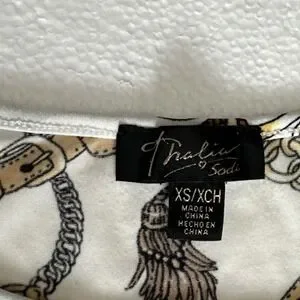 Thalia
Sodi
XS/XCH
MADE IN
CHINA
HECHO EN
CHINA